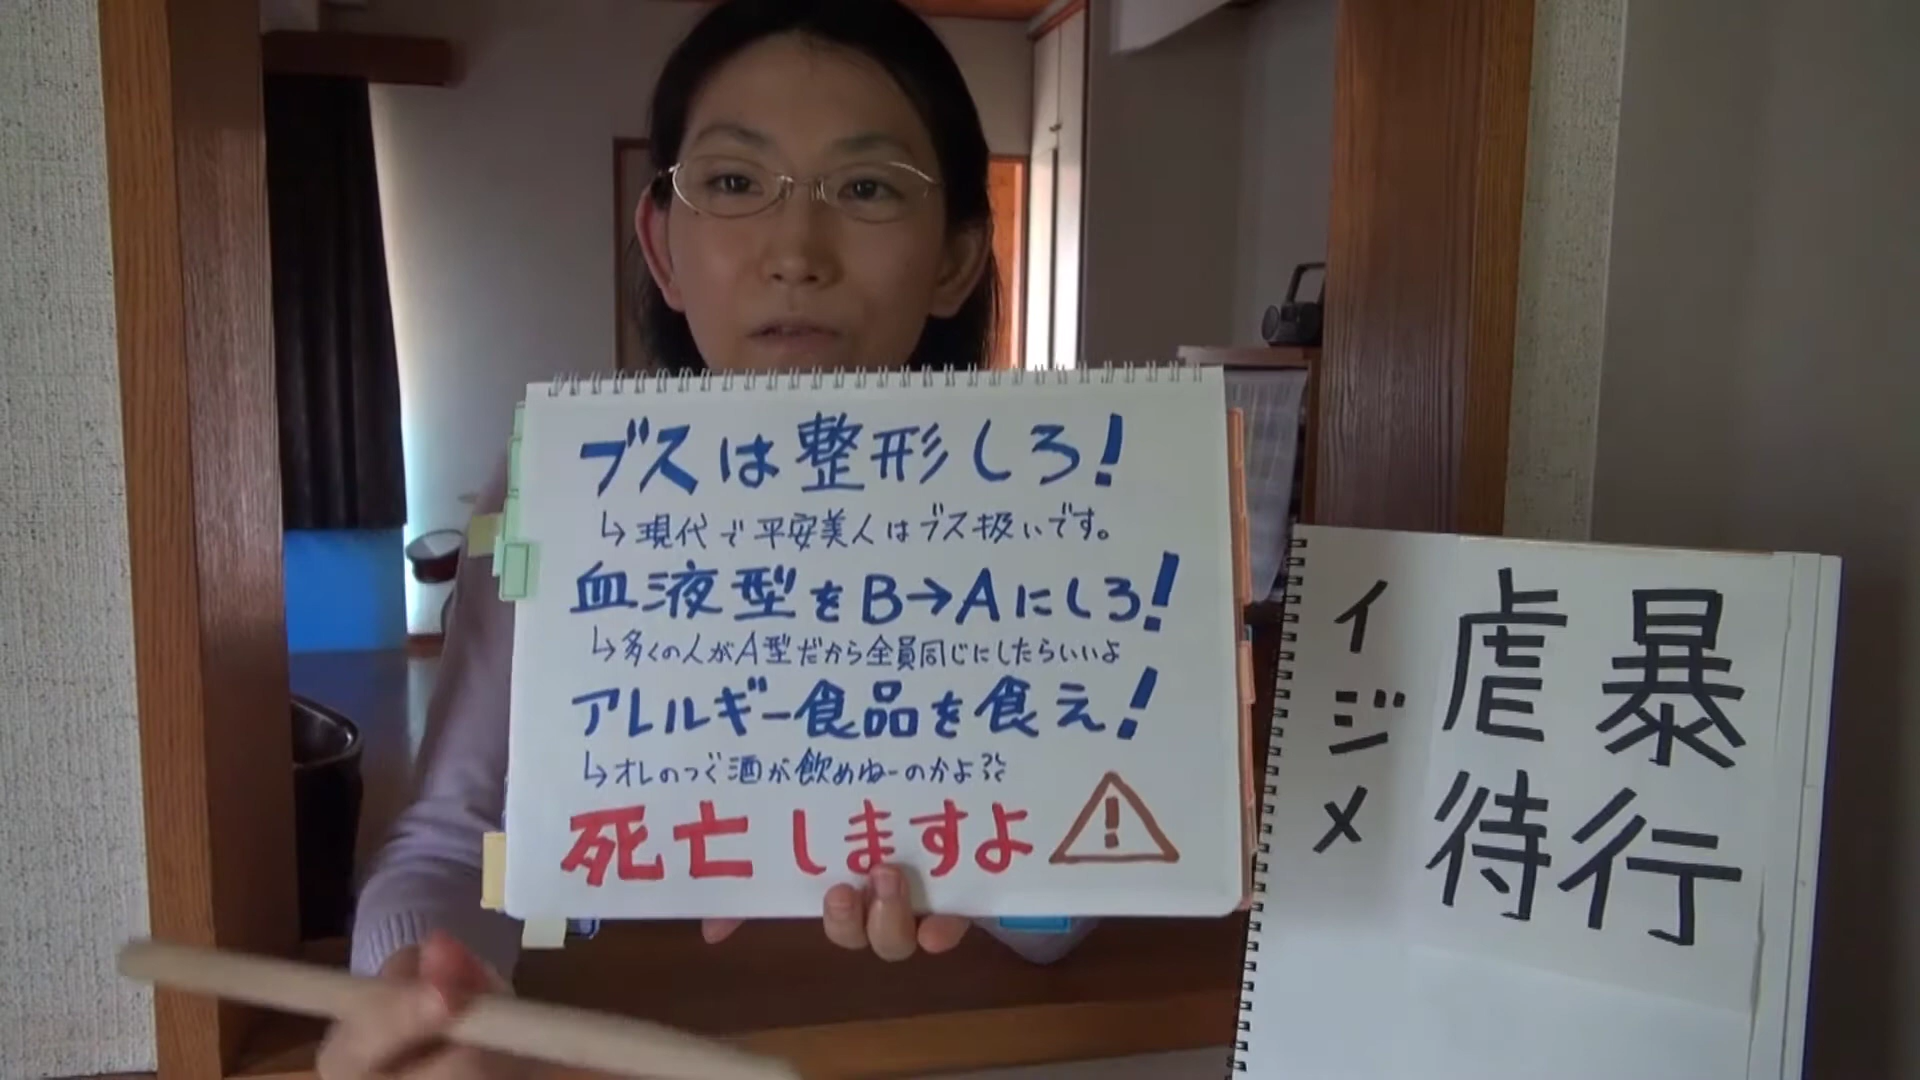 ブスは整形しろ!
↳現代で平安美人はブス扱いです。
血液型をB→Aにしろ!
↳多くの人がA型だから全員同じにしたらいいよ
アレルギー食品を食え!
↳オレのつぐ酒が飲めねーのかよ??
死亡しますよ
暴行
虐待
イジメ